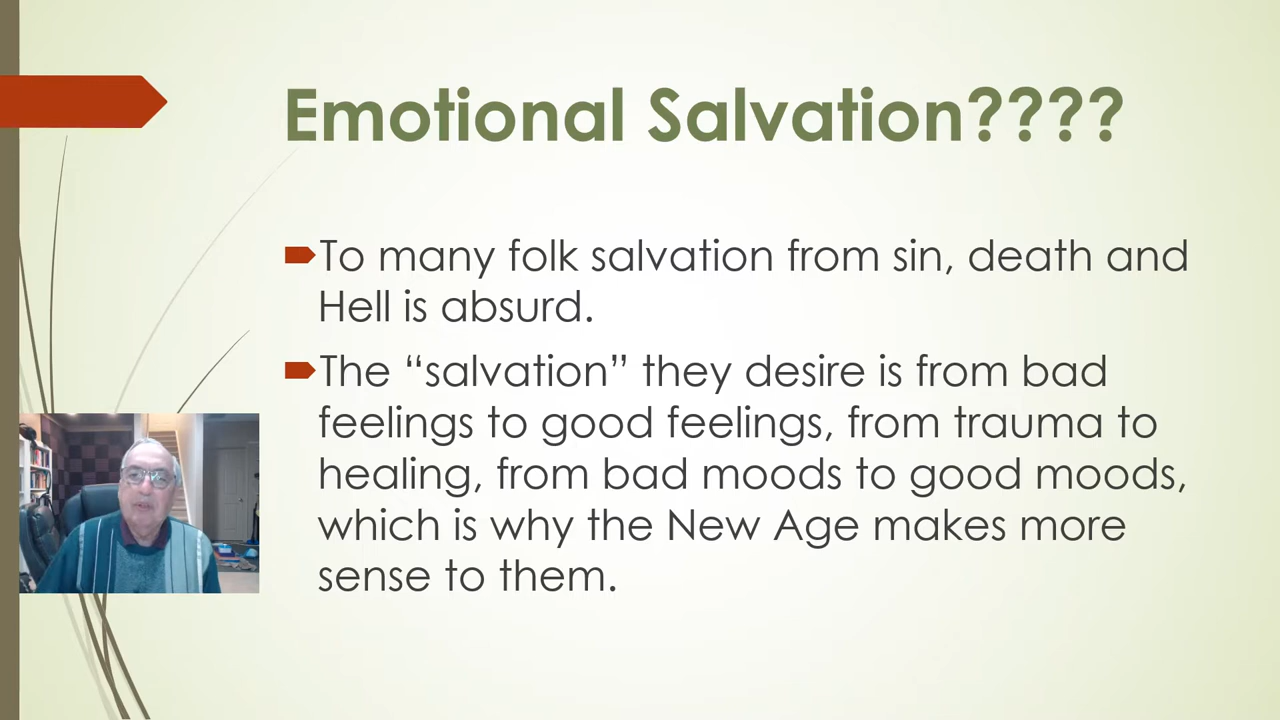 Emotional Salvation????
To many folk salvation from sin, death and
Hell is absurd.
The “salvation” they desire is from bad
feelings to good feelings, from trauma to
healing, from bad moods to good moods,
which is why the New Age makes more
sense to them.